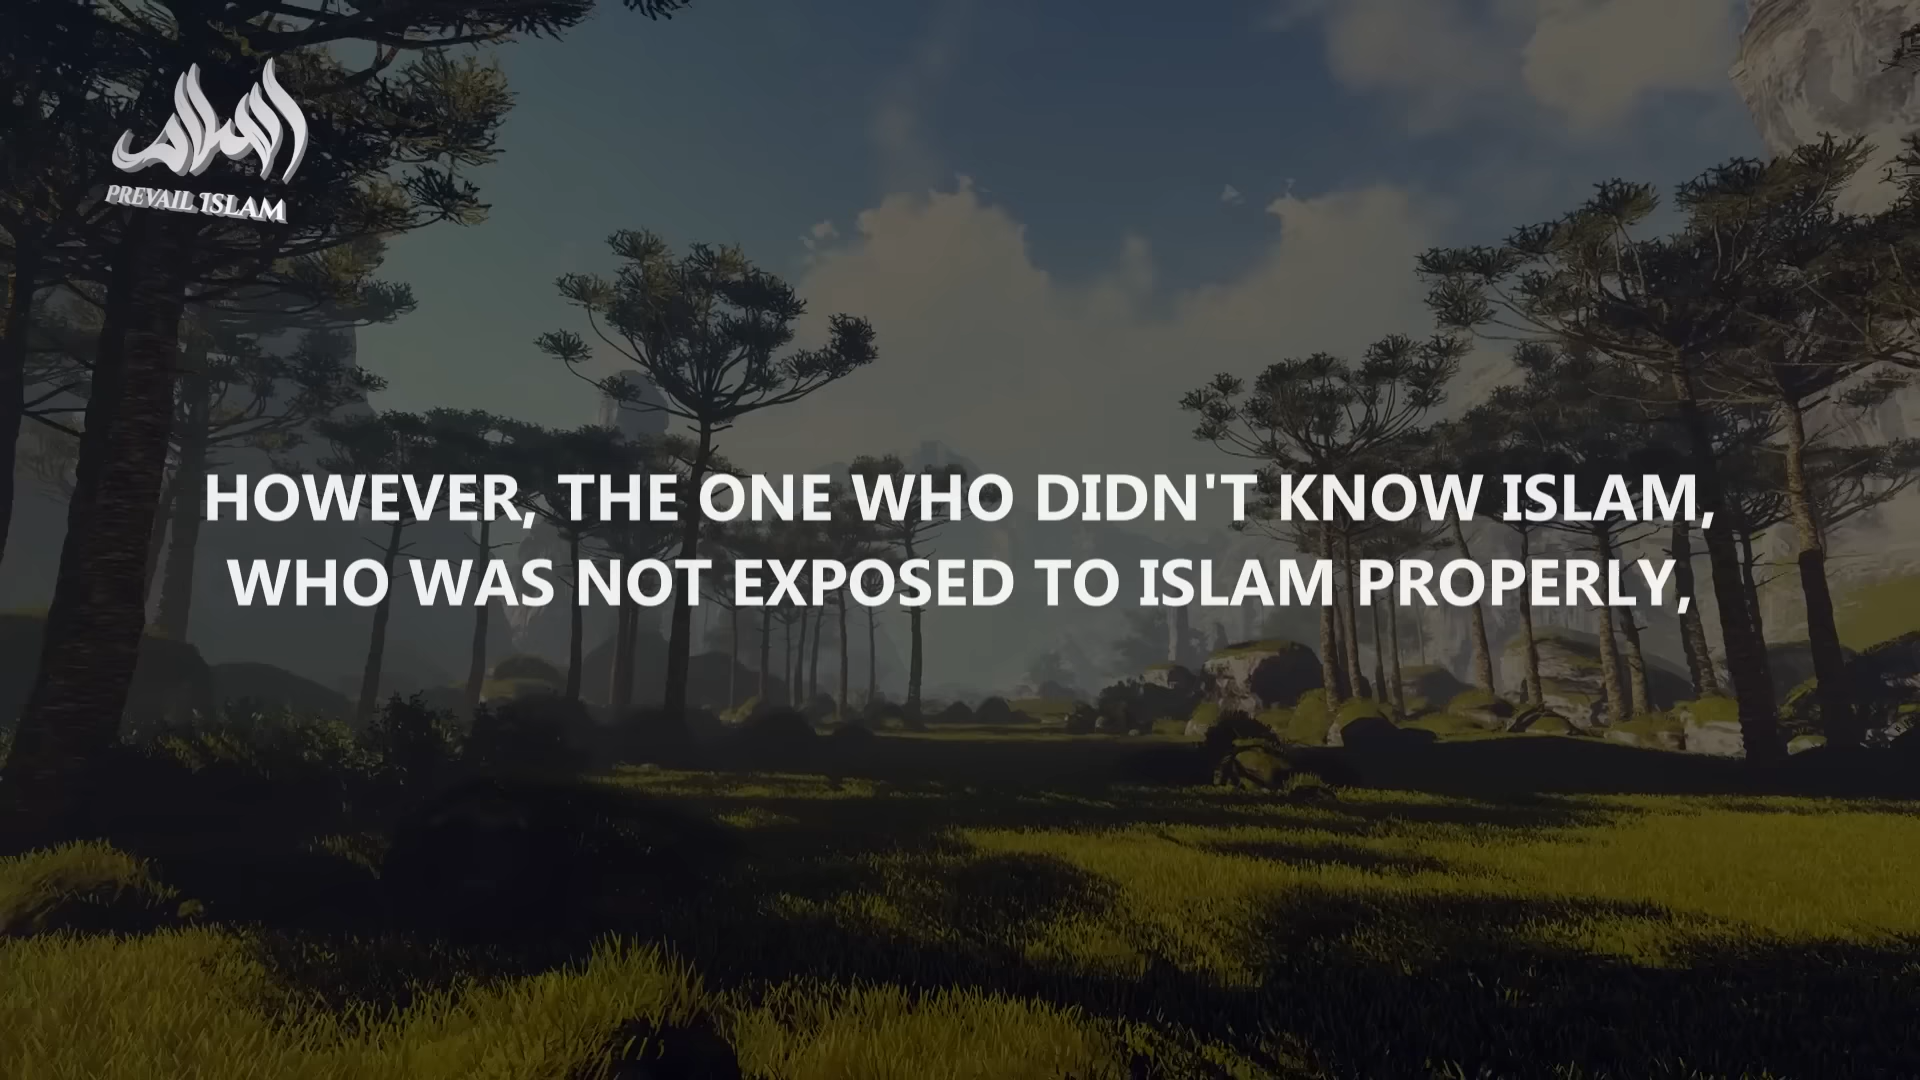 السلام
PREVAIL ISLAM
HOWEVER, THE ONE WHO DIDN'T KNOW ISLAM,
WHO WAS NOT EXPOSED TO ISLAM PROPERLY,